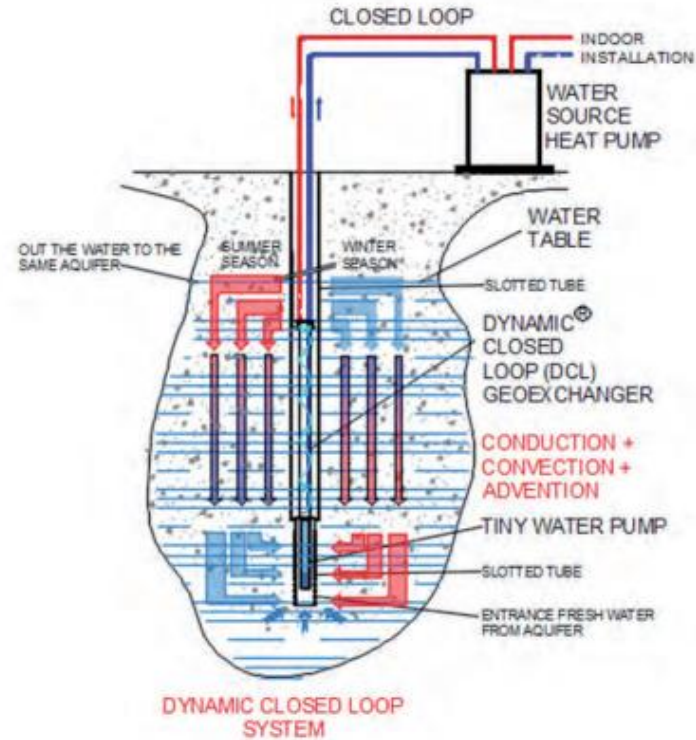 CLOSED LOOP
INDOOR
INSTALLATION
WATER
SOURCE
HEAT PUMP
WATER
TABLE
OUT THE WATER TO THE
SAME AQUIFER
SUMMER
SEASON
WINTER
SEASON
SLOTTED TUBE
DYNAMIC®
CLOSED
LOOP (DCL)
GEOEXCHANGER
CONDUCTION +
CONVECTION +
ADVENTION
TINY WATER PUMP
SLOTTED TUBE
ENTRANCE FRESH WATER
FROM AQUIFER
DYNAMIC CLOSED LOOP
SYSTEM